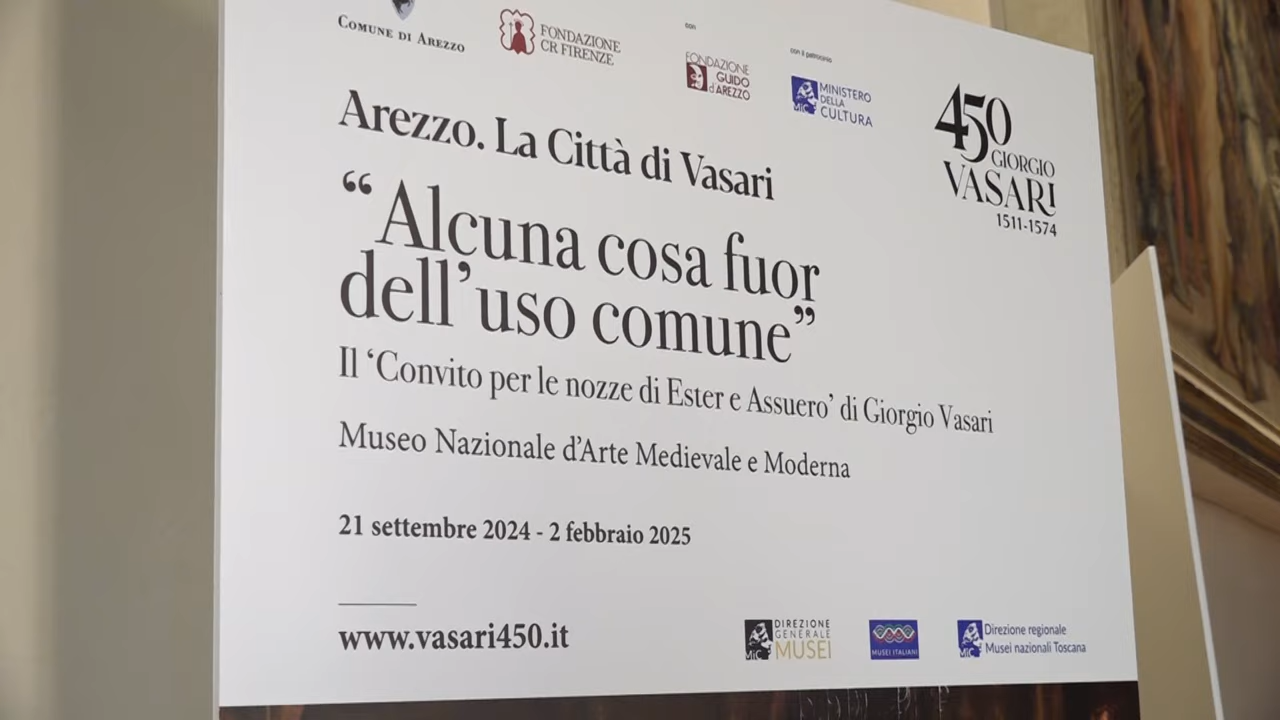 COMUNE DI AREZZO
FONDAZIONE
CR FIRENZE
con
FONDAZIONE
GUIDO
d'AREZZO
con il patrocinio
MiC
MINISTERO
DELLA
CULTURA
450
GIORGIO
VASARI
1511-1574
Arezzo. La Città di Vasari
“Alcuna cosa fuor
dell’uso comune”
Il ‘Convito per le nozze di Ester e Assuero’ di Giorgio Vasari
Museo Nazionale d’Arte Medievale e Moderna
21 settembre 2024 - 2 febbraio 2025
www.vasari450.it
MiC
DIREZIONE
GENERALE
MUSEI
MUSEI ITALIANI
MiC
Direzione regionale
Musei nazionali Toscana